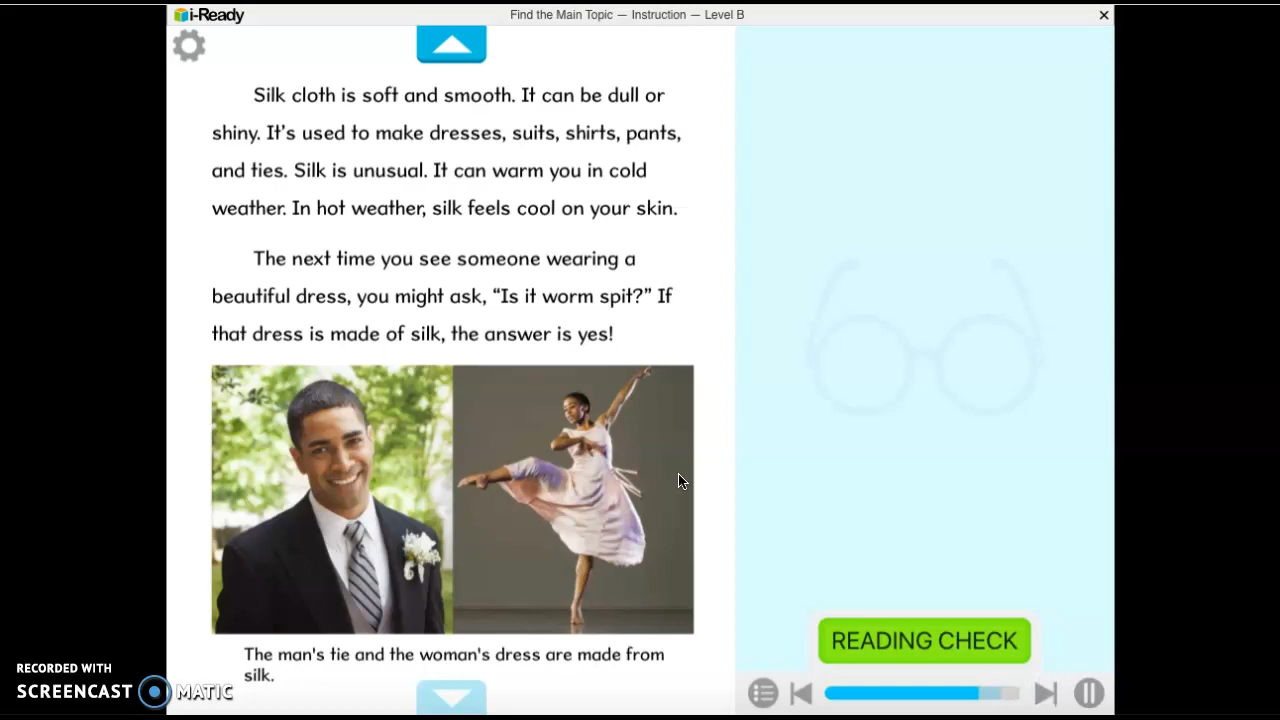 i-Ready
Find the Main Topic — Instruction — Level B
Silk cloth is soft and smooth. It can be dull or
shiny. It's used to make dresses, suits, shirts, pants,
and ties. Silk is unusual. It can warm you in cold
weather. In hot weather, silk feels cool on your skin.
The next time you see someone wearing a
beautiful dress, you might ask, “Is it worm spit?” If
that dress is made of silk, the answer is yes!
The man's tie and the woman's dress are made from
silk.
READING CHECK
RECORDED WITH
SCREENCAST MATIC